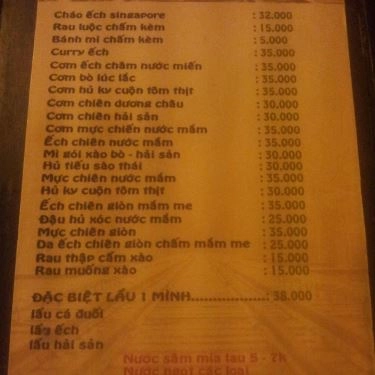 Cháo ếch singapore : 32.000
Rau luộc chấm kèm : 15.000
Bánh mì chấm kèm : 5.000
Curry ếch : 35.000
Cơm ếch chăm nước miến : 35.000
Cơm bò lúc lắc : 35.000
Cơm hủ ky cuộn tôm thịt : 35.000
Cơm chiên dương châu : 30.000
Cơm chiên hải sản : 30.000
Cơm mực chiến nước mắm : 35.000
Ếch chiên nước mắm : 35.000
Mì gói xào bò - hải sản : 30.000
Hủ tiếu xào thái : 30.000
Mực chiên nước mắm : 35.000
Hủ ky cuộn tôm thịt : 30.000
Ếch chiên giòn mắm me : 35.000
Đậu hủ xóc nước mắm : 25.000
Mực chiên giòn : 35.000
Da ếch chiên giòn chấm mắm me : 25.000
Rau thập cẩm xào : 15.000
Rau muống xào : 15.000
ĐẶC BIỆT LẨU 1 MÌNH...................: 38.000
lẩu cá đuối
lẩu ếch
lẩu hải sản
Nước sâm mía lau 5 - 7k
Nước ngọt các loại